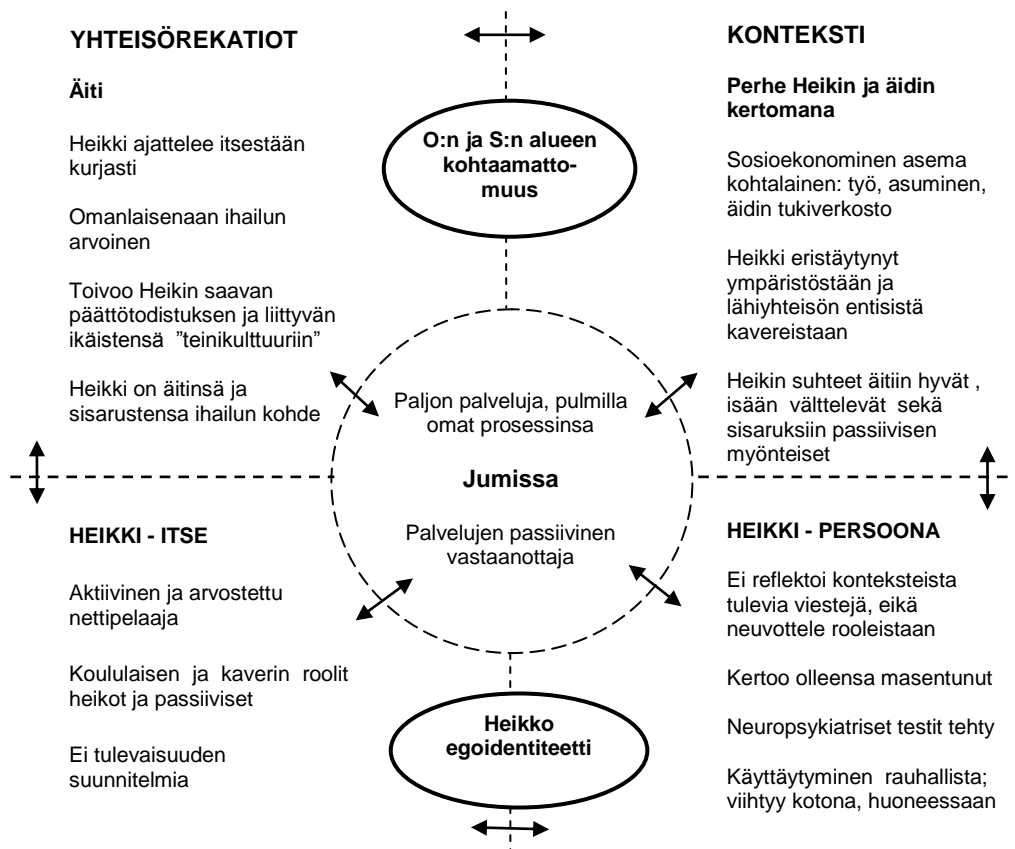 YHTEISÖREKATIOT
Äiti
Heikki ajattelee itsestään
kurjasti
Omanlaisenaan ihailun
arvoinen
Toivoo Heikin saavan
päättötodistuksen ja liittyvän
ikäistensä ”teinikulttuuriin”
Heikki on äitinsä ja
sisarustensa ihailun kohde
O:n ja S:n alueen
kohtaamatto-
muus
KONTEKSTI
Perhe Heikin ja äidin
kertomana
Sosioekonominen asema
kohtalainen: työ, asuminen,
äidin tukiverkosto
Heikki eristäytynyt
ympäristöstään ja
lähiyhteisön entisistä
kavereistaan
Heikin suhteet äitiin hyvät ,
isään välttelevät sekä
sisaruksiin passiivisen
myönteiset
Paljon palveluja, pulmilla
omat prosessinsa
Jumissa
Palvelujen passiivinen
vastaanottaja
HEIKKI - ITSE
Aktiivinen ja arvostettu
nettipelaaja
Koululaisen ja kaverin roolit
heikot ja passiiviset
Ei tulevaisuuden
suunnitelmia
Heikko
egoidentiteetti
HEIKKI - PERSOONA
Ei reflektoi konteksteista
tulevia viestejä, eikä
neuvottele rooleistaan
Kertoo olleensa masentunut
Neuropsykiatriset testit tehty
Käyttäytyminen rauhallista;
viihtyy kotona, huoneessaan